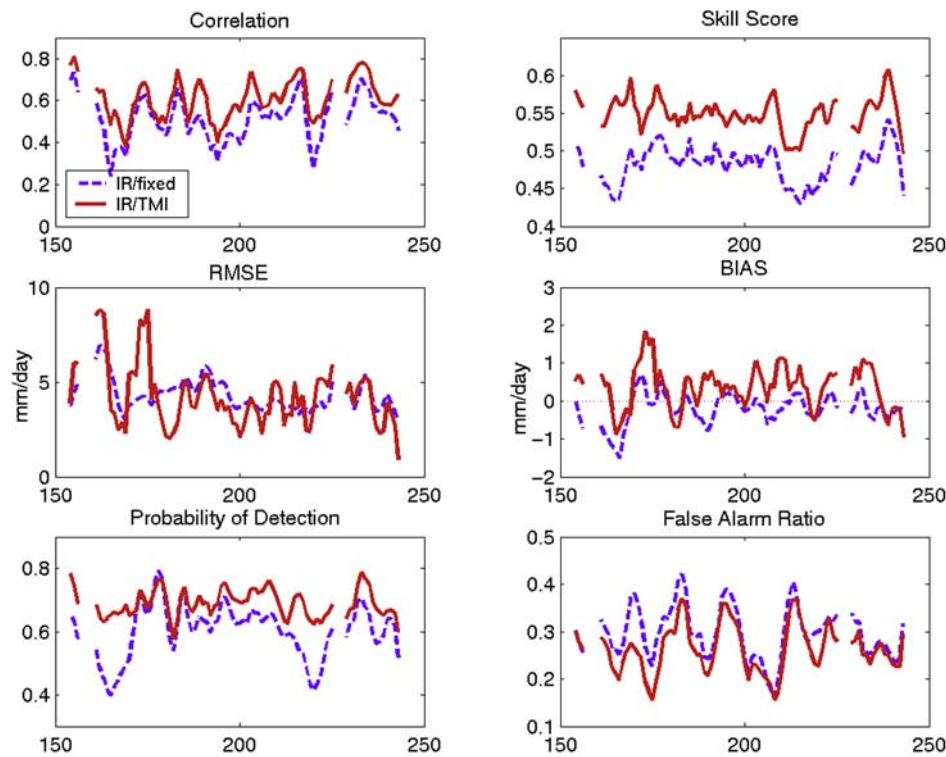 Correlation
0.8
0.6
0.4
0.2
0
IR/fixed
IR/TMI
150 200 250
Skill Score
0.6
0.55
0.5
0.45
0.4
150 200 250
RMSE
mm/day
10
5
0
150 200 250
BIAS
mm/day
3
2
1
0
−1
−2
150 200 250
Probability of Detection
0.8
0.6
0.4
150 200 250
False Alarm Ratio
0.5
0.4
0.3
0.2
0.1
150 200 250